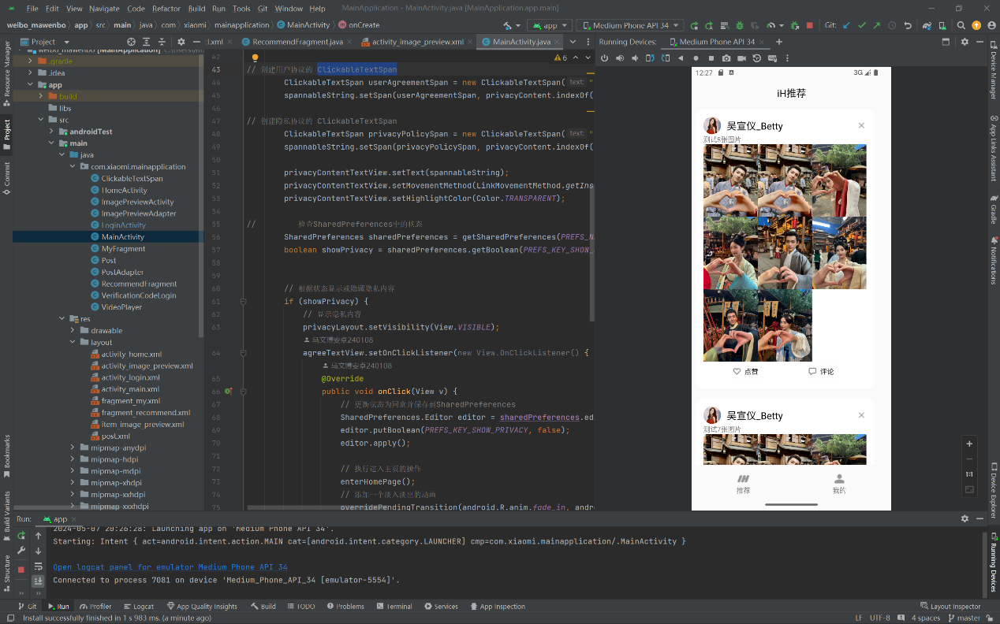 File Edit View Navigate Code Refactor Build Run Tools Git Window Help MainApplication - MainActivity.java [MainApplication.app.main]
weibo_mawenbo app src main java com xiaomi mainapplication MainActivity onCreate app Medium Phone API 34 Git:
Project d.xml RecommendFragment.java activity_image_preview.xml MainActivity.java Running Devices: Medium Phone API 34
Resource Manager
Project
Commit
Bookmarks
Build Variants
Structure
weibo_mawenbo [MainApplication]
.gradle
.idea
app
build
libs
src
androidTest
main
java
com.xiaomi.mainapplication
ClickableTextSpan
HomeActivity
ImagePreviewActivity
ImagePreviewAdapter
LoginActivity
MainActivity
MyFragment
Post
PostAdapter
RecommendFragment
VerificationCodeLogin
VideoPlayer
res
drawable
layout
activity_home.xml
activity_image_preview.xml
activity_login.xml
activity_main.xml
fragment_my.xml
fragment_recommend.xml
item_image_preview.xml
post.xml
mipmap-anydpi
mipmap-hdpi
mipmap-mdpi
mipmap-xhdpi
mipmap-xxhdpi
mipmap-xxxhdpi
6
42
43 // 创建用户协议的 ClickableTextSpan
44 ClickableTextSpan userAgreementSpan = new ClickableTextSpan( text: "
45 spannableString.setSpan(userAgreementSpan, privacyContent.indexOf(
46
47 // 创建隐私协议的 ClickableTextSpan
48 ClickableTextSpan privacyPolicySpan = new ClickableTextSpan( text: "
49 spannableString.setSpan(privacyPolicySpan, privacyContent.indexOf(
50
51 privacyContentTextView.setText(spannableString);
52 privacyContentTextView.setMovementMethod(LinkMovementMethod.getIns
53 privacyContentTextView.setHighlightColor(Color.TRANSPARENT);
54
55 // 检查SharedPreferences中的状态
56 SharedPreferences sharedPreferences = getSharedPreferences(PREFS_N
57 boolean showPrivacy = sharedPreferences.getBoolean(PREFS_KEY_SHOW_
58
59
60 // 根据状态显示或隐藏隐私内容
61 if (showPrivacy) {
62 // 显示隐私内容
63 privacyLayout.setVisibility(View.VISIBLE);
马文博安卓240108
64 agreeTextView.setOnClickListener(new View.OnClickListener() {
马文博安卓240108
65 @Override
66 public void onClick(View v) {
67 // 更新状态为同意并保存到SharedPreferences
68 SharedPreferences.Editor editor = sharedPreferences.ed
69 editor.putBoolean(PREFS_KEY_SHOW_PRIVACY, false);
70 editor.apply();
71
72 // 执行进入主页的操作
73 enterHomePage();
74 // 添加一个淡入淡出的动画
75 overridePendingTransition(android.R.anim.fade_in, andro
12:27 3G
iH推荐
吴宣仪_Betty
测试8张图片
点赞 评论
吴宣仪_Betty
测试7张图片
推荐 我的
1:1
Device Manager
App Links Assistant
Gradle
Notifications
Device Explorer
Running Devices
Run: app
2024-05-07 20:26:28: Launching app on 'Medium Phone API 34'.
Starting: Intent { act=android.intent.action.MAIN cat=[android.intent.category.LAUNCHER] cmp=com.xiaomi.mainapplication/.MainActivity }
Open logcat panel for emulator Medium Phone API 34
Connected to process 7081 on device 'Medium_Phone_API_34 [emulator-5554]'.
Git Run Profiler Logcat App Quality Insights Build TODO Problems Terminal Services App Inspection Layout Inspector
Install successfully finished in 1 s 983 ms. (a minute ago) LF UTF-8 4 spaces master